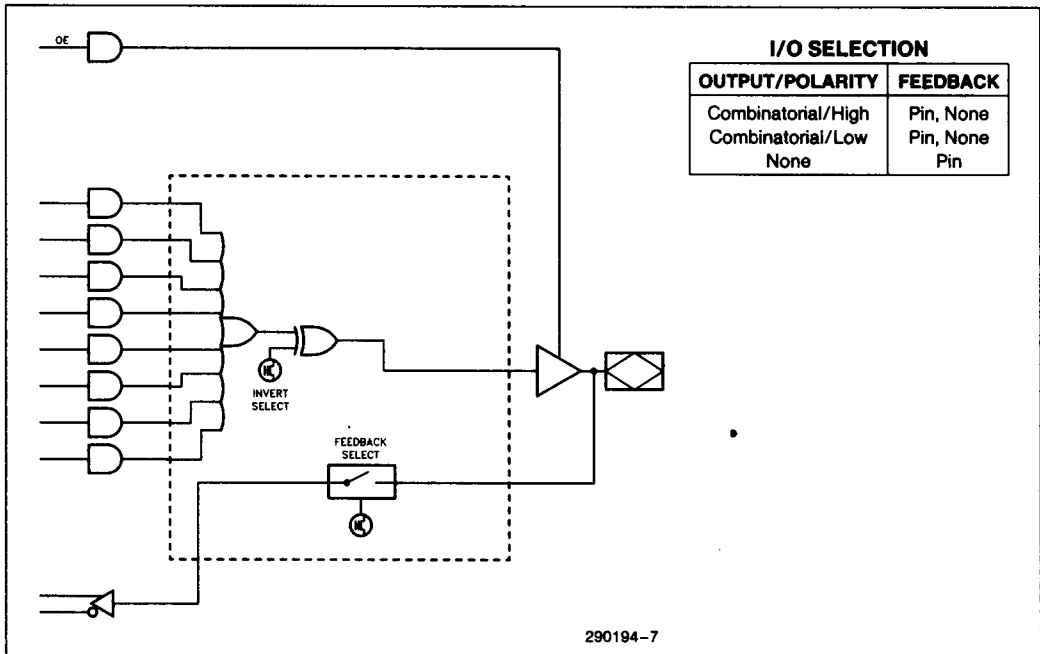 OE
I/O SELECTION
OUTPUT/POLARITY FEEDBACK
Combinatorial/High Pin, None
Combinatorial/Low Pin, None
None Pin
INVERT
SELECT
FEEDBACK
SELECT
290194-7